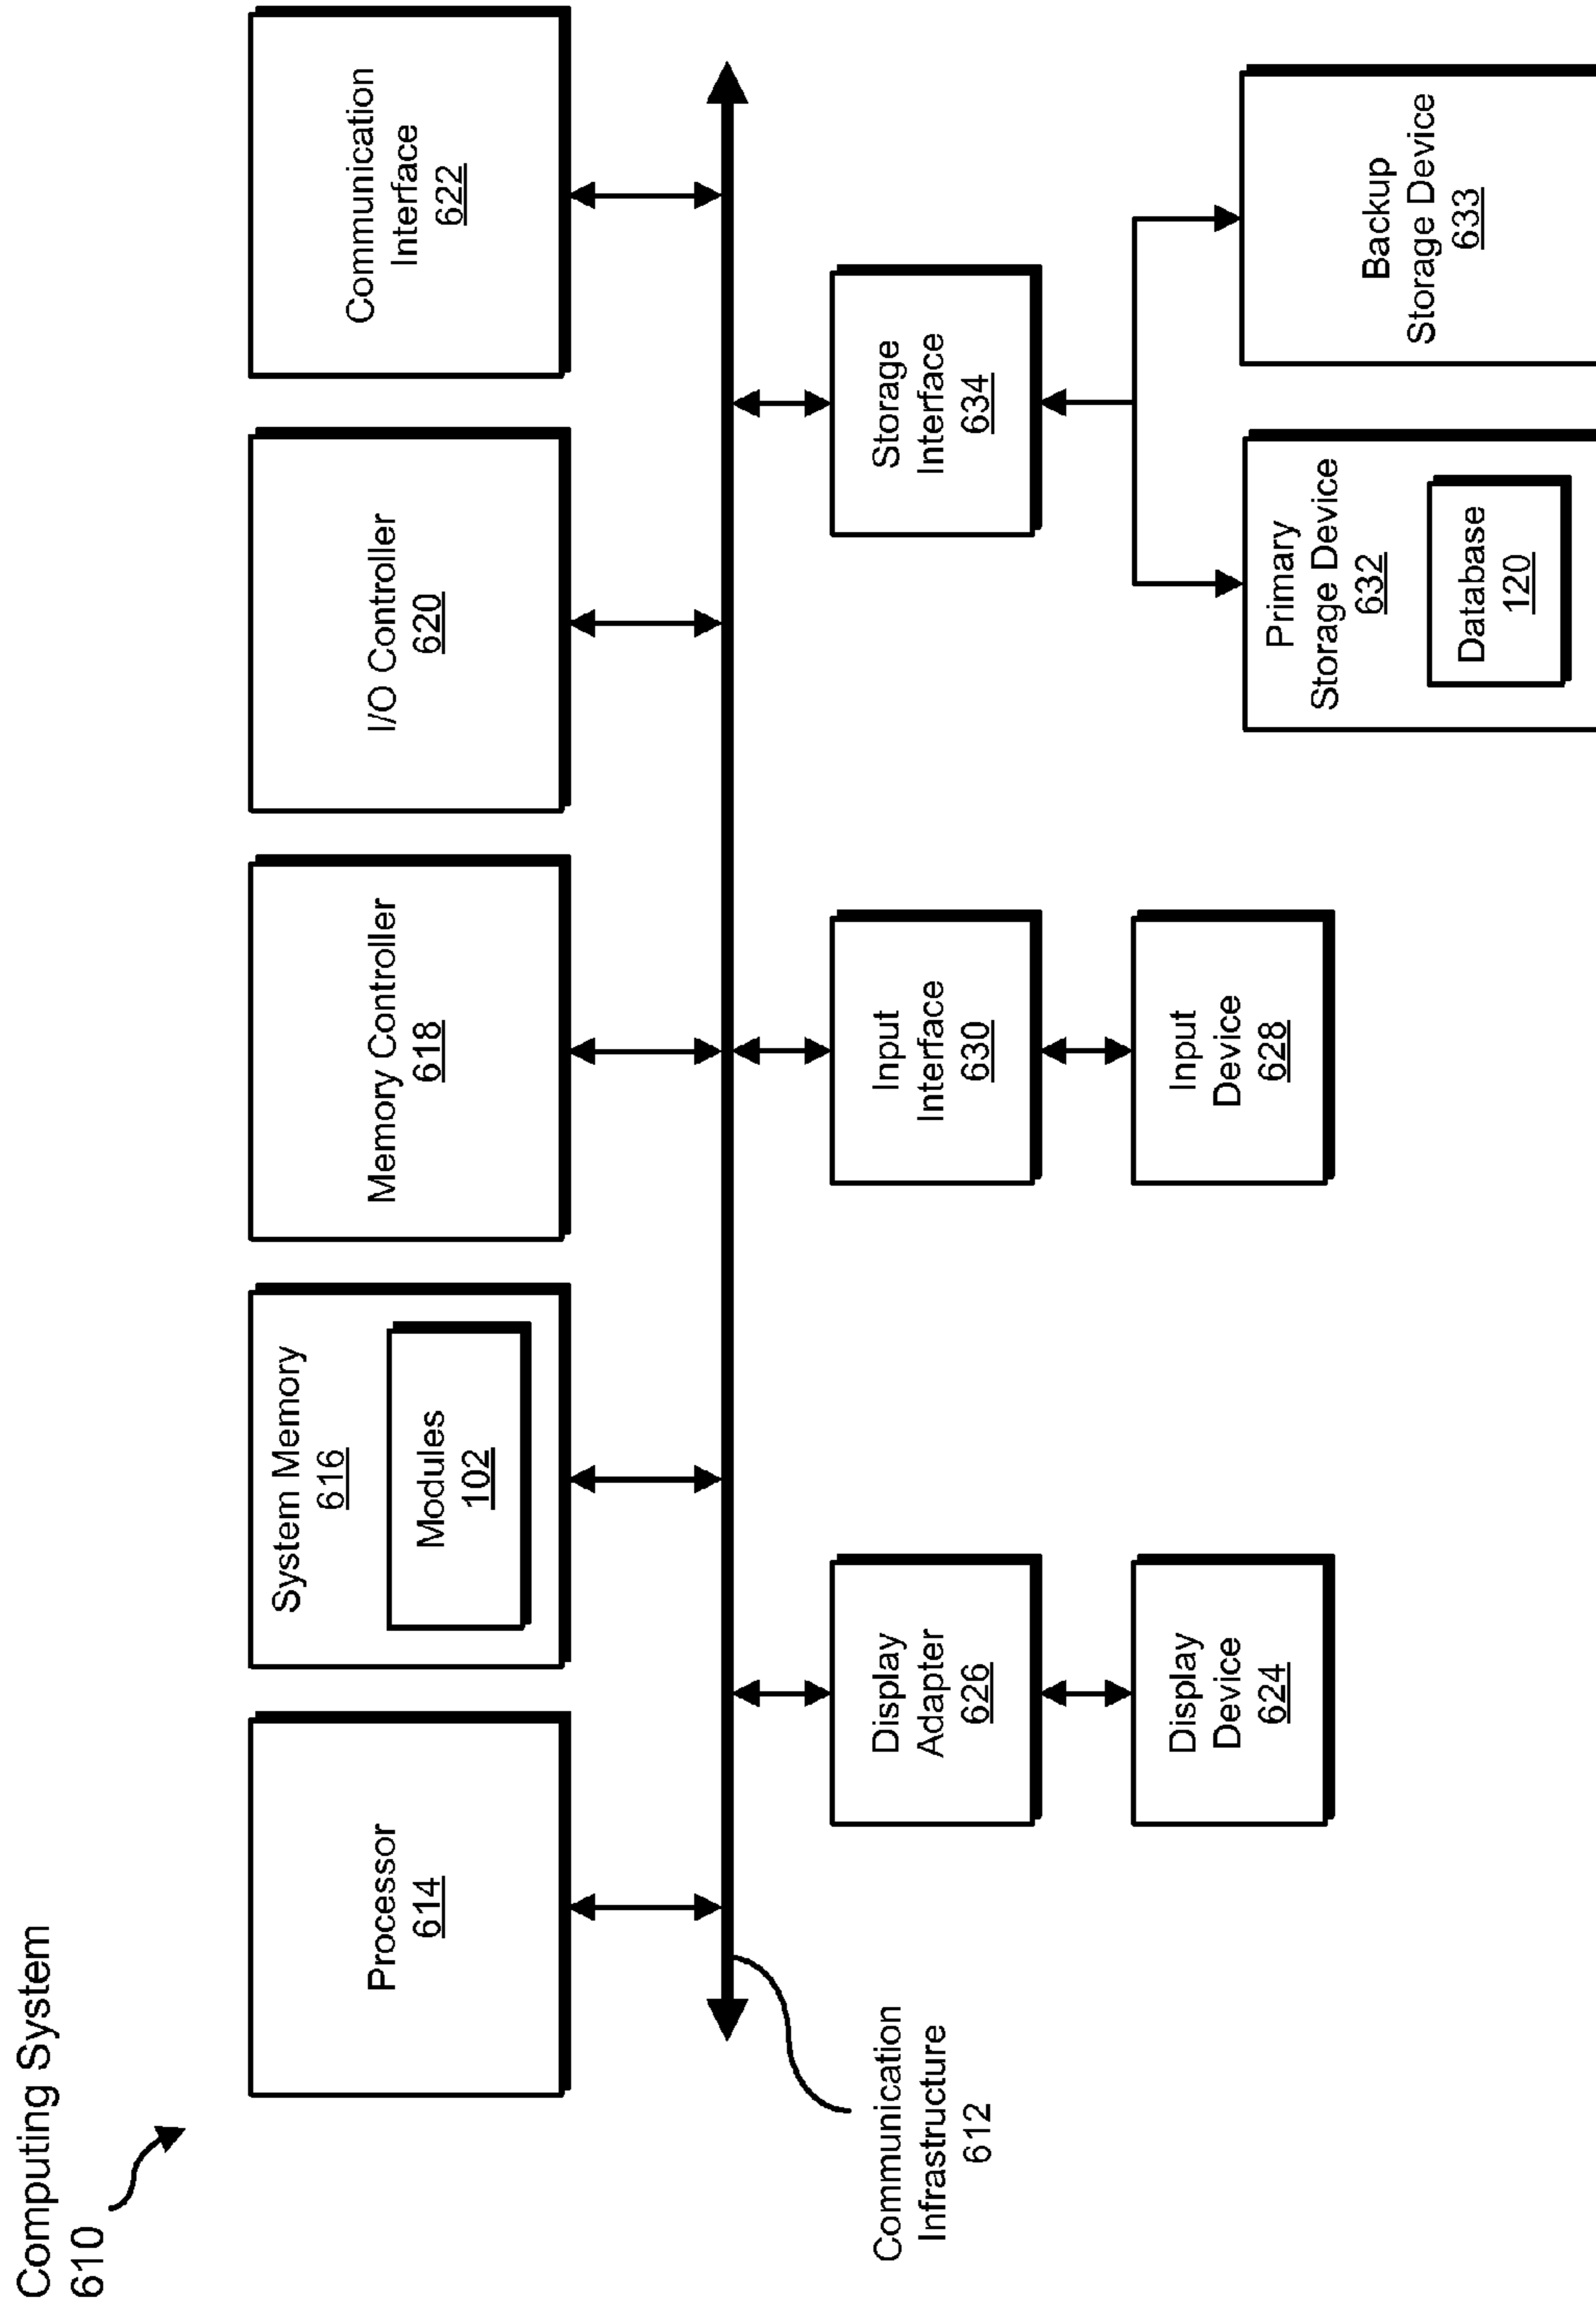 Computing System
610
Processor
614
System Memory
616
Modules
102
Memory Controller
618
I/O Controller
620
Communication
Interface
622
Communication
Infrastructure
612
Display
Adapter
626
Input
Interface
630
Storage
Interface
634
Display
Device
624
Input
Device
628
Primary
Storage Device
632
Database
120
Backup
Storage Device
633